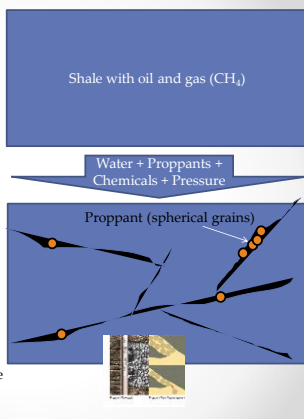 Shale with oil and gas (CH₄)
Water + Proppants +
Chemicals + Pressure
Proppant (spherical grains)
e